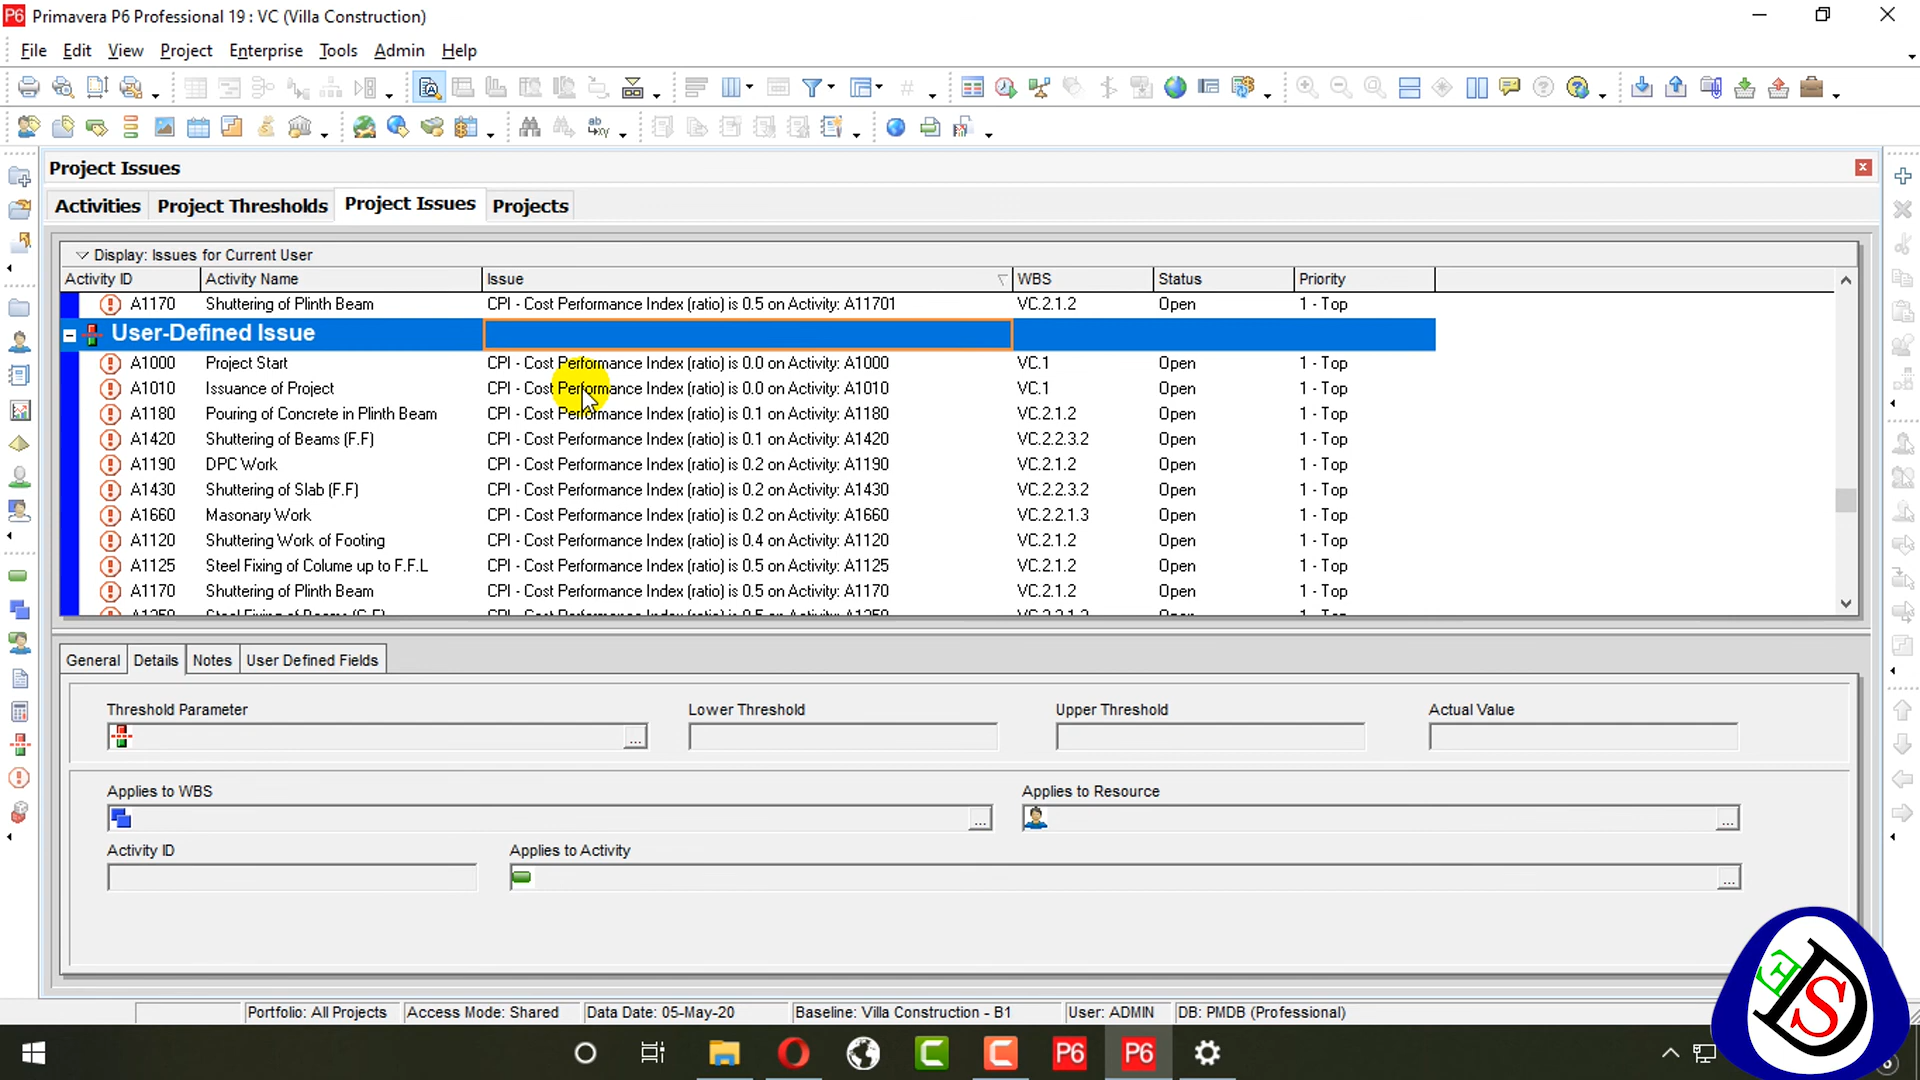 P6 Primavera P6 Professional 19 : VC (Villa Construction)
File Edit View Project Enterprise Tools Admin Help
Project Issues
Activities Project Thresholds Project Issues Projects
Display: Issues for Current User
Activity ID Activity Name Issue WBS Status Priority
A1170 Shuttering of Plinth Beam CPI - Cost Performance Index (ratio) is 0.5 on Activity: A11701 VC.2.1.2 Open 1 - Top
User-Defined Issue
A1000 Project Start CPI - Cost Performance Index (ratio) is 0.0 on Activity: A1000 VC.1 Open 1 - Top
A1010 Issuance of Project CPI - Cost Performance Index (ratio) is 0.0 on Activity: A1010 VC.1 Open 1 - Top
A1180 Pouring of Concrete in Plinth Beam CPI - Cost Performance Index (ratio) is 0.1 on Activity: A1180 VC.2.1.2 Open 1 - Top
A1420 Shuttering of Beams (F.F) CPI - Cost Performance Index (ratio) is 0.1 on Activity: A1420 VC.2.2.3.2 Open 1 - Top
A1190 DPC Work CPI - Cost Performance Index (ratio) is 0.2 on Activity: A1190 VC.2.1.2 Open 1 - Top
A1430 Shuttering of Slab (F.F) CPI - Cost Performance Index (ratio) is 0.2 on Activity: A1430 VC.2.2.3.2 Open 1 - Top
A1660 Masonary Work CPI - Cost Performance Index (ratio) is 0.2 on Activity: A1660 VC.2.2.1.3 Open 1 - Top
A1120 Shuttering Work of Footing CPI - Cost Performance Index (ratio) is 0.4 on Activity: A1120 VC.2.1.2 Open 1 - Top
A1125 Steel Fixing of Colume up to F.F.L CPI - Cost Performance Index (ratio) is 0.5 on Activity: A1125 VC.2.1.2 Open 1 - Top
A1170 Shuttering of Plinth Beam CPI - Cost Performance Index (ratio) is 0.5 on Activity: A1170 VC.2.1.2 Open 1 - Top
General Details Notes User Defined Fields
Threshold Parameter Lower Threshold Upper Threshold Actual Value
Applies to WBS Applies to Resource
Activity ID Applies to Activity
Portfolio: All Projects Access Mode: Shared Data Date: 05-May-20 Baseline: Villa Construction - B1 User: ADMIN DB: PMDB (Professional)
P6 P6